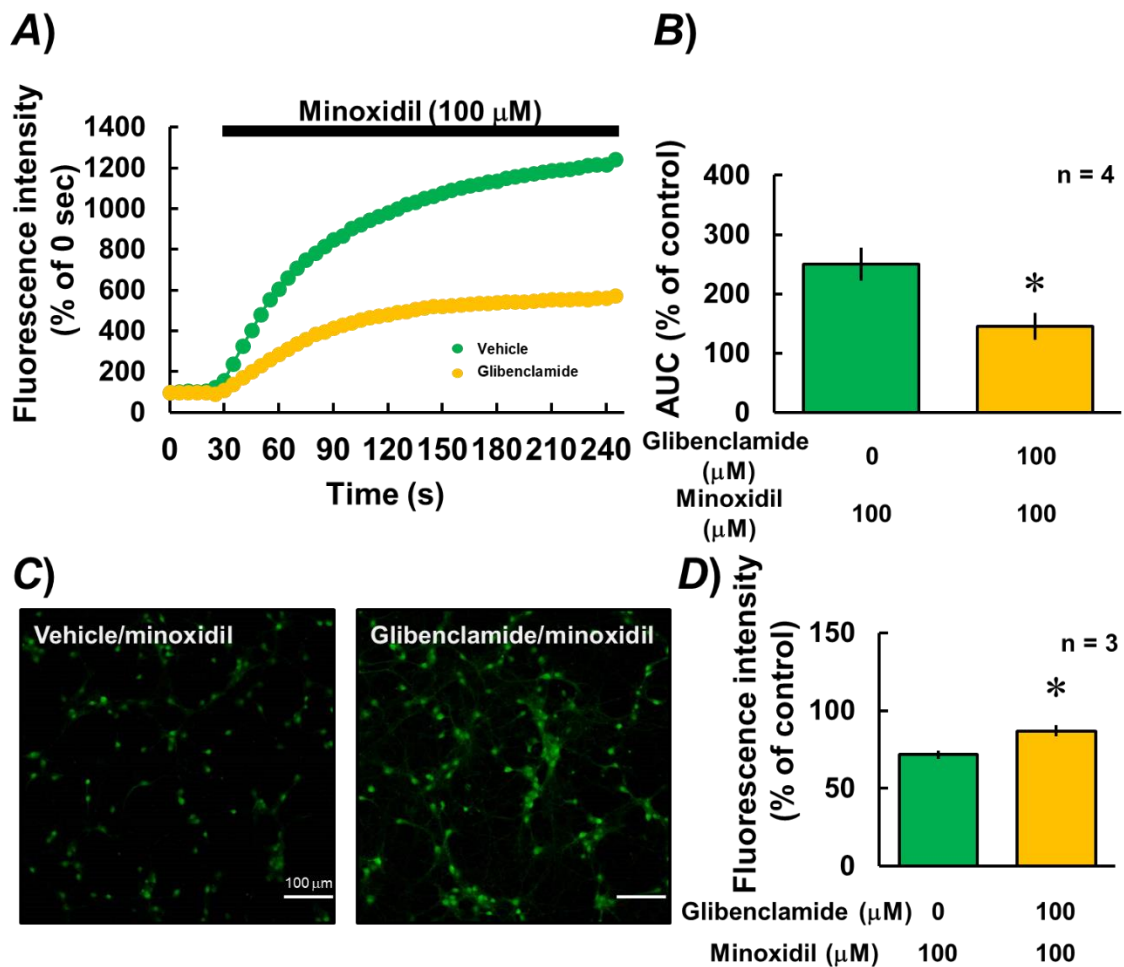 A)
Minoxidil (100 μM)
Fluorescence intensity
(% of 0 sec)
1400
1200
1000
800
600
400
200
0
Vehicle
Glibenclamide
0 30 60 90 120 150 180 210 240
Time (s)
B)
n = 4
AUC (% of control)
400
300
200
100
0
*
Glibenclamide
(μM)
0 100
Minoxidil
(μM)
100 100
C)
Vehicle/minoxidil
100 μm
Glibenclamide/minoxidil
D)
Fluorescence intensity
(% of control)
150
100
50
0
n = 3
*
Glibenclamide (μM) 0 100
Minoxidil (μM) 100 100